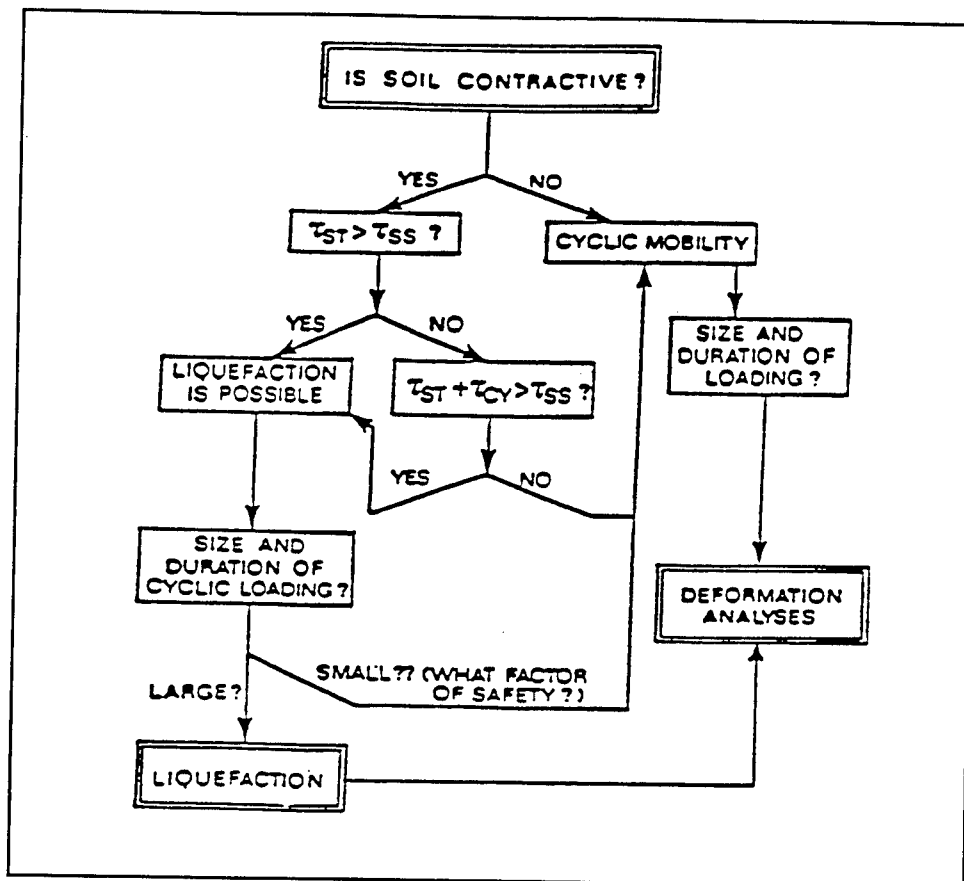 IS SOIL CONTRACTIVE?
YES
NO
τST > τSS ?
CYCLIC MOBILITY
YES
NO
SIZE AND
DURATION OF
LOADING?
LIQUEFACTION
IS POSSIBLE
τST + τCY > τSS ?
YES
NO
SIZE AND
DURATION OF
CYCLIC LOADING?
DEFORMATION
ANALYSES
SMALL?? (WHAT FACTOR
OF SAFETY?)
LARGE?
LIQUEFACTION